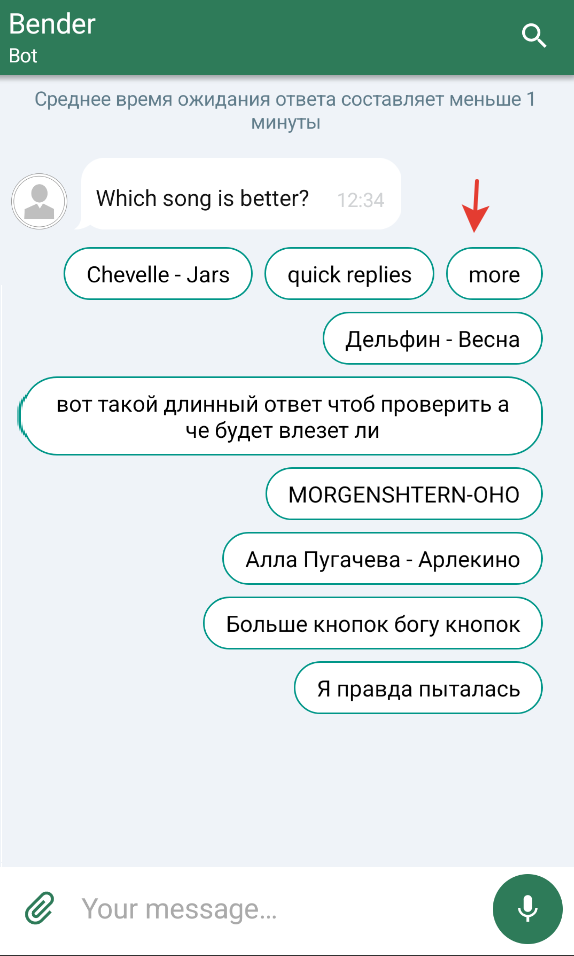 Bender
Bot
Среднее время ожидания ответа составляет меньше 1
минуты
Which song is better? 12:34
Chevelle - Jars quick replies more
Дельфин - Весна
вот такой длинный ответ чтоб проверить а
че будет влезет ли
MORGENSHTERN-ОНО
Алла Пугачева - Арлекино
Больше кнопок богу кнопок
Я правда пыталась
Your message...